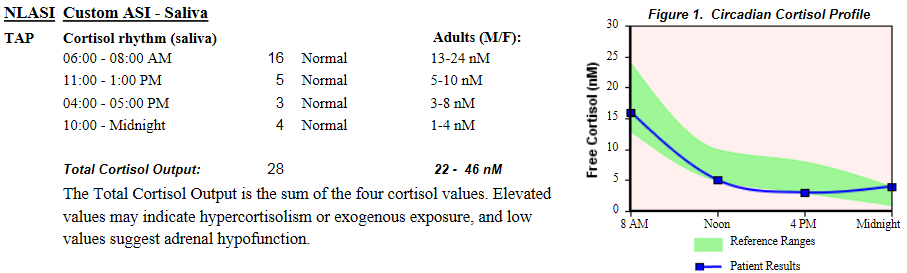 NLASI Custom ASI - Saliva
TAP Cortisol rhythm (saliva) Adults (M/F):
06:00 - 08:00 AM 16 Normal 13-24 nM
11:00 - 1:00 PM 5 Normal 5-10 nM
04:00 - 05:00 PM 3 Normal 3-8 nM
10:00 - Midnight 4 Normal 1-4 nM
Total Cortisol Output: 28 22 - 46 nM
The Total Cortisol Output is the sum of the four cortisol values. Elevated
values may indicate hypercortisolism or exogenous exposure, and low
values suggest adrenal hypofunction.
Figure 1. Circadian Cortisol Profile
Free Cortisol (nM)
30
25
20
15
10
5
0
8 AM Noon 4 PM Midnight
Reference Ranges
Patient Results